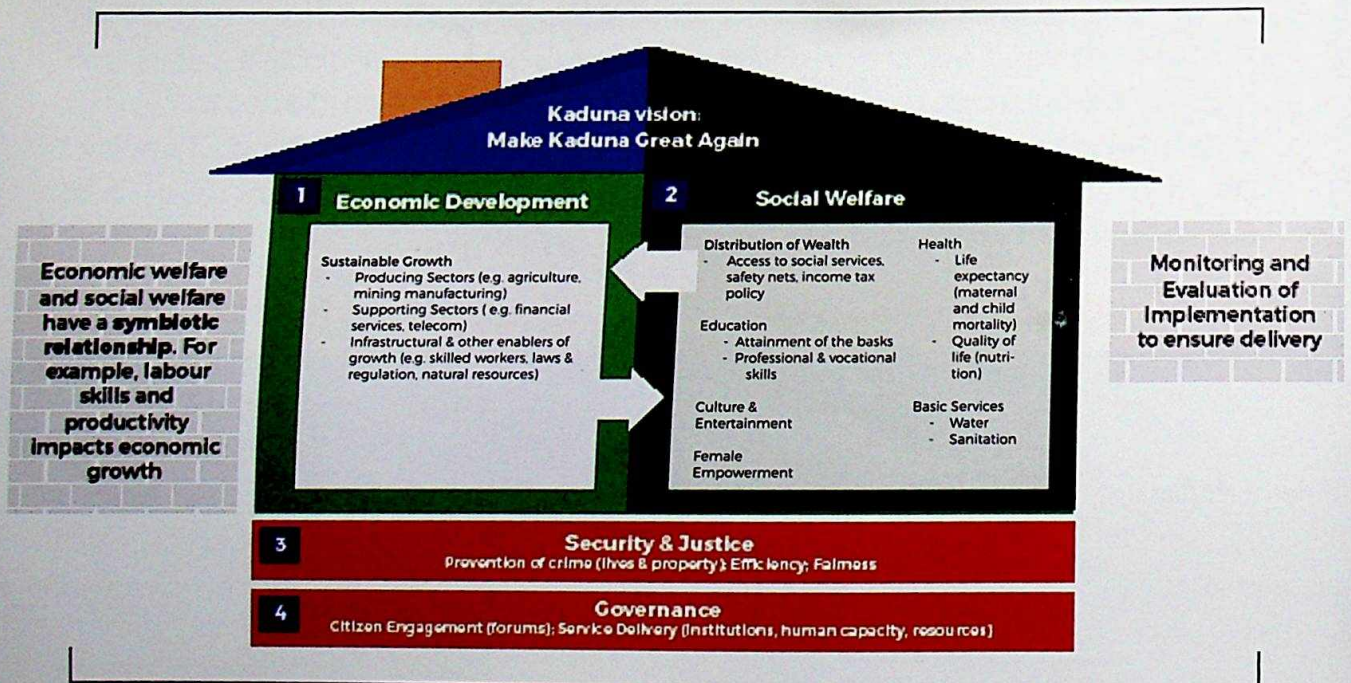 Kaduna vision:
Make Kaduna Great Again
1
Economic Development
2
Social Welfare
Economic welfare
and social welfare
have a symbiotic
relationship. For
example, labour
skills and
productivity
impacts economic
growth
Sustainable Growth
- Producing Sectors (e.g. agriculture,
mining manufacturing)
- Supporting Sectors ( e.g. financial
services, telecom)
- Infrastructural & other enablers of
growth (e.g. skilled workers, laws &
regulation, natural resources)
Distribution of Wealth
- Access to social services,
safety nets, income tax
policy
Education
- Attainment of the basks
- Professional & vocational
skills
Culture &
Entertainment
Female
Empowerment
Health
- Life
expectancy
(maternal
and child
mortality)
- Quality of
life (nutri-
tion)
Basic Services
- Water
- Sanitation
Monitoring and
Evaluation of
Implementation
to ensure delivery
3
Security & Justice
Prevention of crime (lives & property); Efficiency; Fairness
4
Governance
Citizen Engagement (forums); Service Delivery (institutions, human capacity, resources)